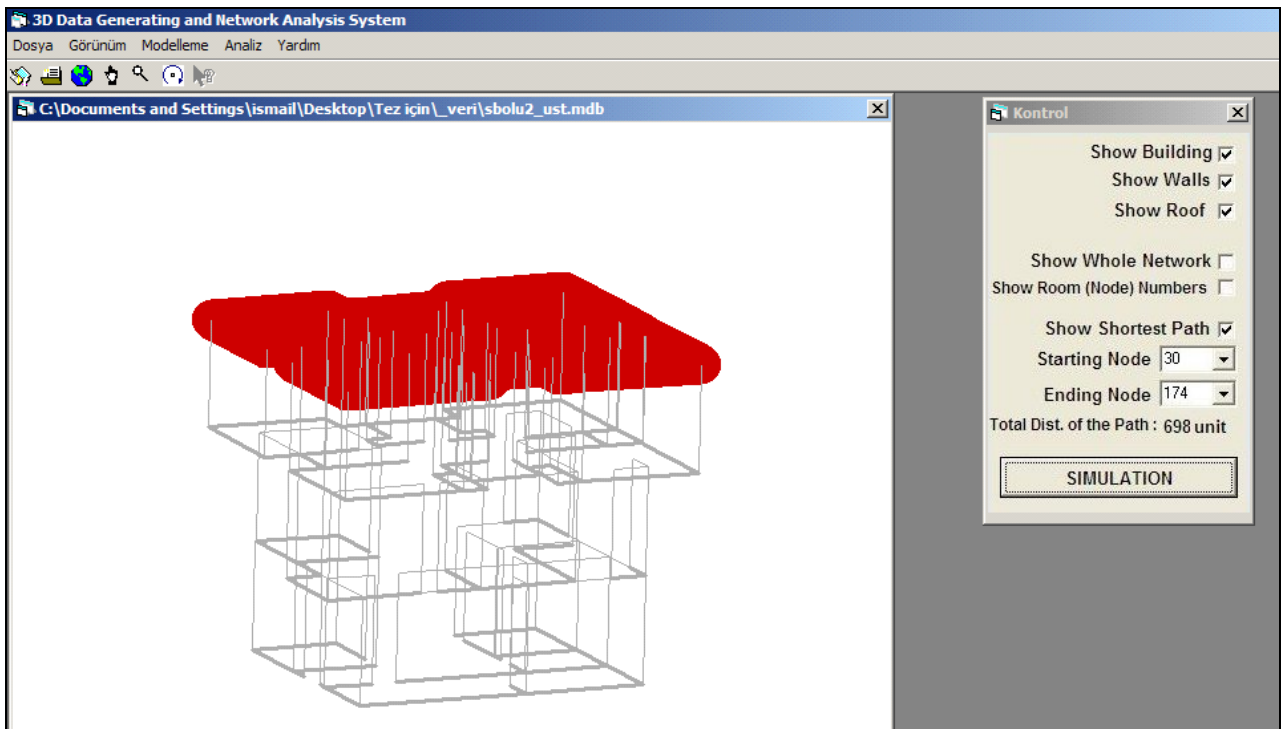 3D Data Generating and Network Analysis System
Dosya Görünüm Modelleme Analiz Yardım
C:\Documents and Settings\ismail\Desktop\Tez için\_veri\sbolu2_ust.mdb
Kontrol
Show Building
Show Walls
Show Roof
Show Whole Network
Show Room (Node) Numbers
Show Shortest Path
Starting Node 30
Ending Node 174
Total Dist. of the Path : 698 unit
SIMULATION